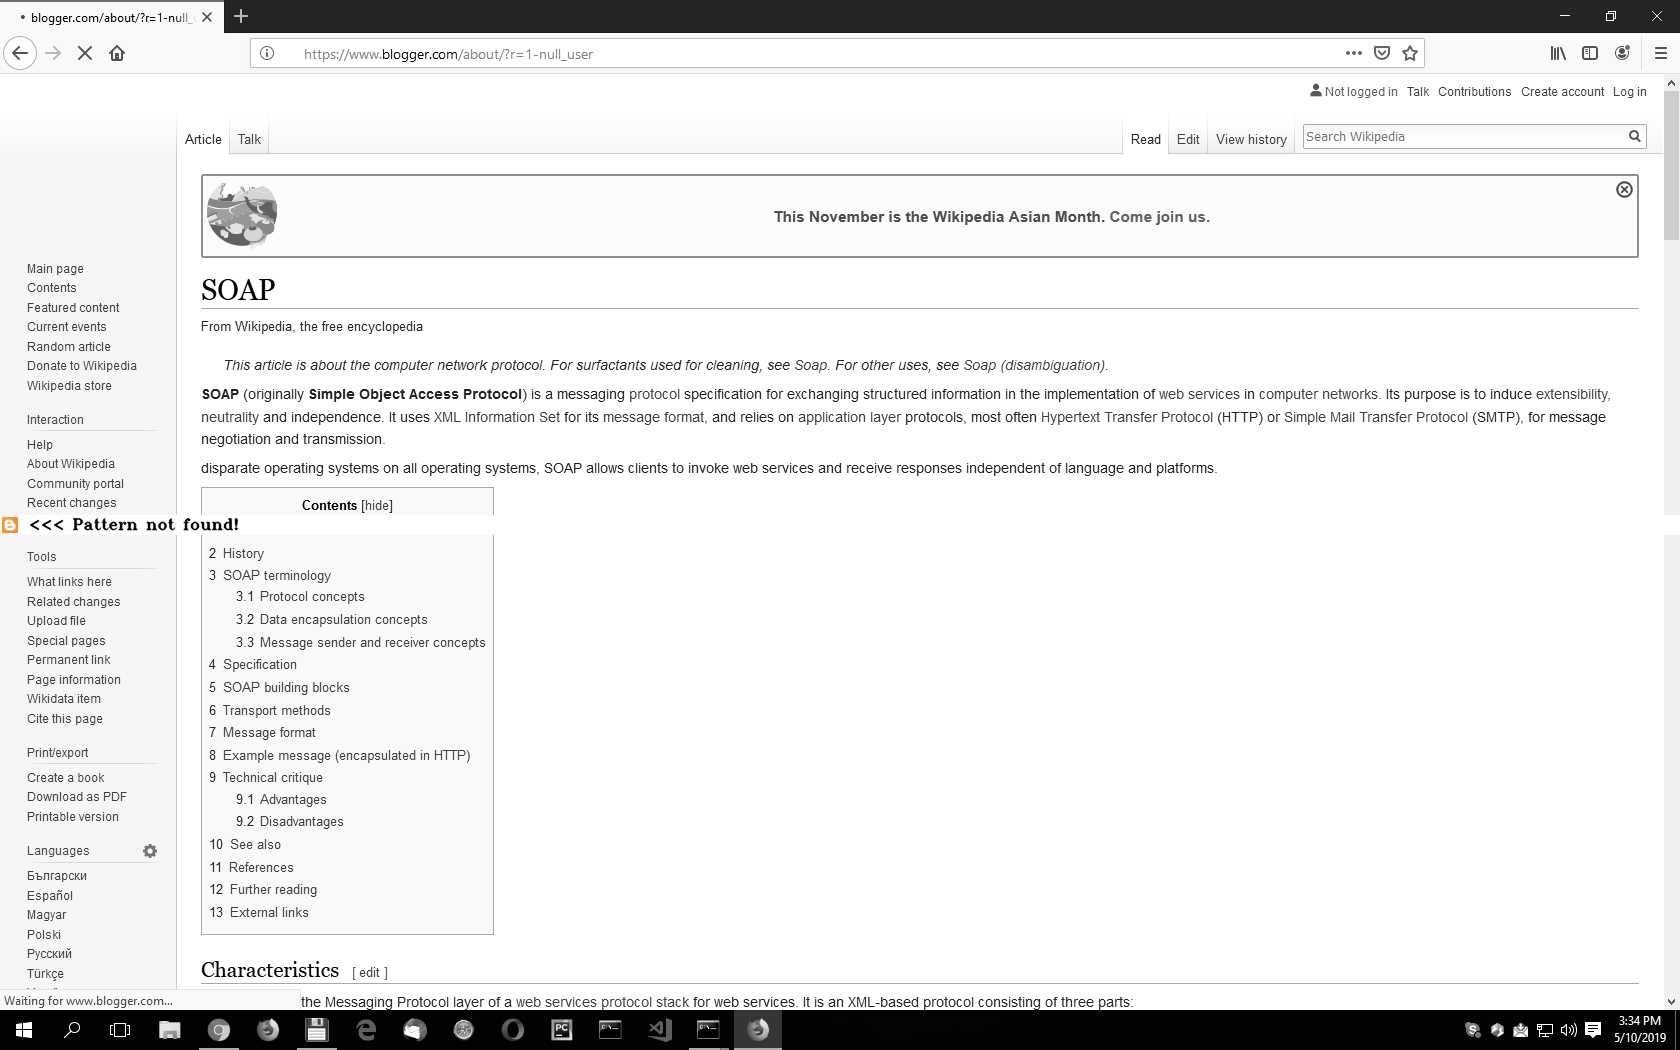 blogger.com/about/?r=1-null_u
https://www.blogger.com/about/?r=1-null_user
Not logged in Talk Contributions Create account Log in
Article Talk Read Edit View history Search Wikipedia
This November is the Wikipedia Asian Month. Come join us.
SOAP
From Wikipedia, the free encyclopedia
This article is about the computer network protocol. For surfactants used for cleaning, see Soap. For other uses, see Soap (disambiguation).
SOAP (originally Simple Object Access Protocol) is a messaging protocol specification for exchanging structured information in the implementation of web services in computer networks. Its purpose is to induce extensibility,
neutrality and independence. It uses XML Information Set for its message format, and relies on application layer protocols, most often Hypertext Transfer Protocol (HTTP) or Simple Mail Transfer Protocol (SMTP), for message
negotiation and transmission.
disparate operating systems on all operating systems, SOAP allows clients to invoke web services and receive responses independent of language and platforms.
Main page
Contents
Featured content
Current events
Random article
Donate to Wikipedia
Wikipedia store
Interaction
Help
About Wikipedia
Community portal
Recent changes
<<< Pattern not found!
Tools
What links here
Related changes
Upload file
Special pages
Permanent link
Page information
Wikidata item
Cite this page
Print/export
Create a book
Download as PDF
Printable version
Languages
Български
Español
Magyar
Polski
Русский
Türkçe
Contents [hide]
2 History
3 SOAP terminology
3.1 Protocol concepts
3.2 Data encapsulation concepts
3.3 Message sender and receiver concepts
4 Specification
5 SOAP building blocks
6 Transport methods
7 Message format
8 Example message (encapsulated in HTTP)
9 Technical critique
9.1 Advantages
9.2 Disadvantages
10 See also
11 References
12 Further reading
13 External links
Characteristics [ edit ]
the Messaging Protocol layer of a web services protocol stack for web services. It is an XML-based protocol consisting of three parts:
Waiting for www.blogger.com...
PC
3:34 PM
5/10/2019